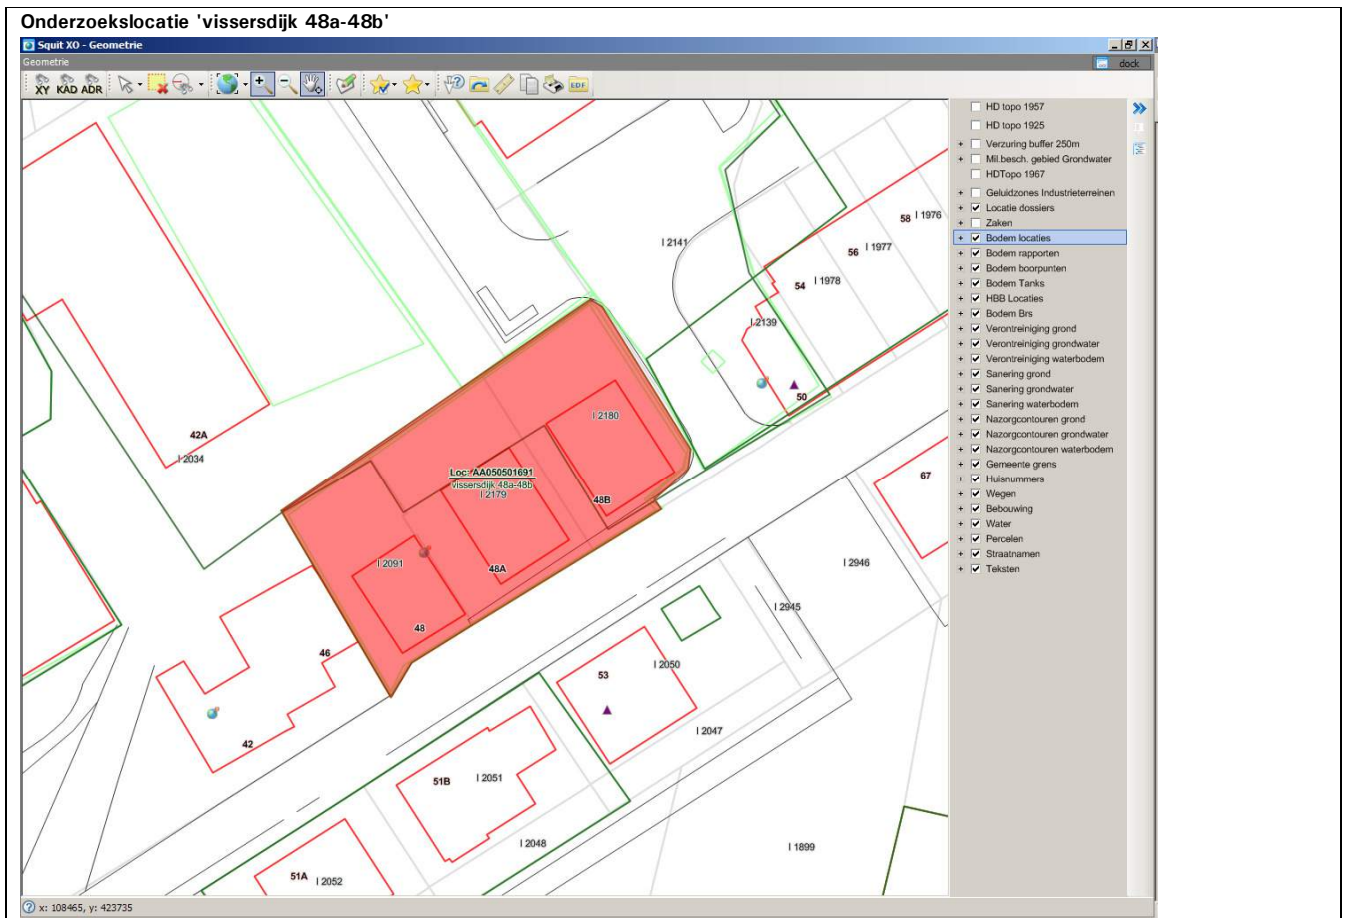 Onderzoekslocatie 'vissersdijk 48a-48b'
Squit XO - Geometrie
Geometrie
dock
XY KAD ADR
EDF
HD topo 1957
HD topo 1925
Verzuring buffer 250m
Mil.besch. gebied Grondwater
HDTopo 1967
Geluidzones Industrieterreinen
Locatie dossiers
Zaken
Bodem locaties
Bodem rapporten
Bodem boorpunten
Bodem Tanks
HBB Locaties
Bodem Brs
Verontreiniging grond
Verontreiniging grondwater
Verontreiniging waterbodem
Sanering grond
Sanering grondwater
Sanering waterbodem
Nazorgcontouren grond
Nazorgcontouren grondwater
Nazorgcontouren waterbodem
Gemeente grens
Huisnummers
Wegen
Bebouwing
Water
Percelen
Straatnamen
Teksten
58 I 1976
I 2141
56 I 1977
54 I 1978
I 2139
50
I 2180
42A
I 2034
Loc: AA050501691
vissersdijk 48a-48b
I 2179
48B
67
I 2091
48A
I 2946
I 2945
48
46
I 2050
53
42
I 2047
51B I 2051
I 2048
I 1899
51A I 2052
x: 108465, y: 423735